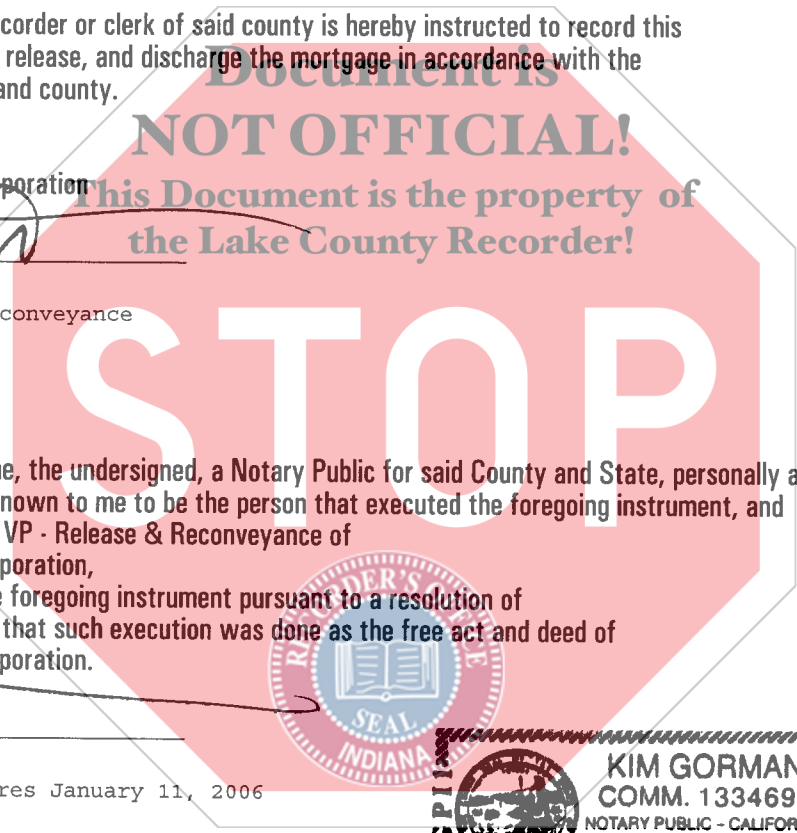 corder or clerk of said county is hereby instructed to record this
release, and discharge the mortgage in accordance with the
and county.
Document is
NOT OFFICIAL!
poration
This Document is the property of
the Lake County Recorder!
conveyance
STOP
e, the undersigned, a Notary Public for said County and State, personally a
nown to me to be the person that executed the foregoing instrument, and
VP - Release & Reconveyance of
poration,
e foregoing instrument pursuant to a resolution of
that such execution was done as the free act and deed of
poration.
RECORDER'S OFFICE
SEAL
INDIANA
res January 11, 2006
KIM GORMAN
COMM. 133469
NOTARY PUBLIC - CALIFOR